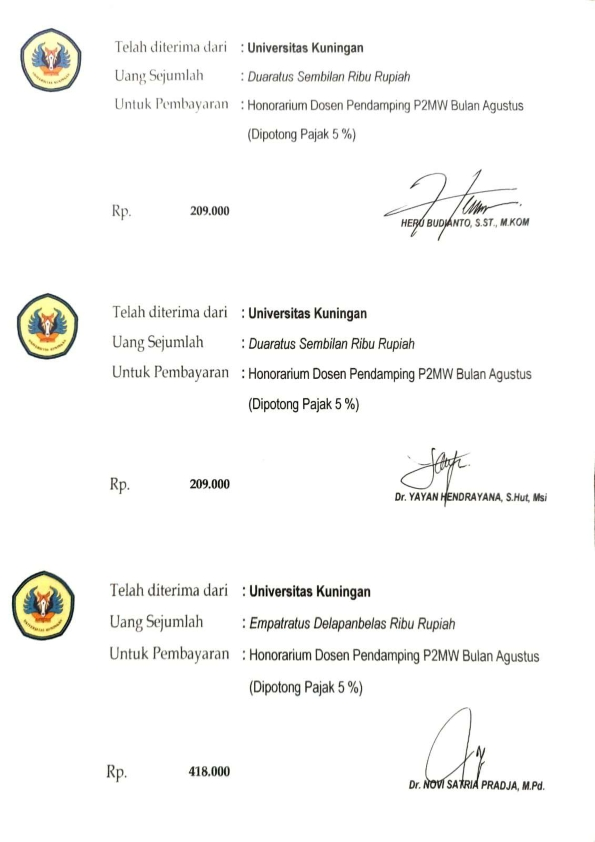 Telah diterima dari : Universitas Kuningan
Uang Sejumlah : Duaratus Sembilan Ribu Rupiah
Untuk Pembayaran : Honorarium Dosen Pendamping P2MW Bulan Agustus
(Dipotong Pajak 5 %)
Rp. 209.000
HERU BUDIANTO, S.ST., M.KOM
Telah diterima dari : Universitas Kuningan
Uang Sejumlah : Duaratus Sembilan Ribu Rupiah
Untuk Pembayaran : Honorarium Dosen Pendamping P2MW Bulan Agustus
(Dipotong Pajak 5 %)
Rp. 209.000
Dr. YAYAN HENDRAYANA, S.Hut, Msi
Telah diterima dari : Universitas Kuningan
Uang Sejumlah : Empatratus Delapanbelas Ribu Rupiah
Untuk Pembayaran : Honorarium Dosen Pendamping P2MW Bulan Agustus
(Dipotong Pajak 5 %)
Rp. 418.000
Dr. NOVI SATRIA PRADJA, M.Pd.